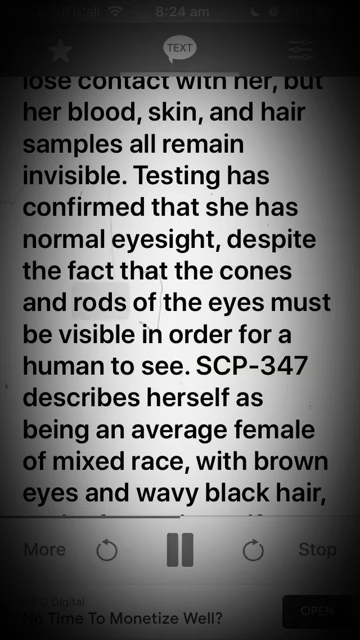 WiFiCall
8:24 am
TEXT
lose contact with her, but
her blood, skin, and hair
samples all remain
invisible. Testing has
confirmed that she has
normal eyesight, despite
the fact that the cones
and rods of the eyes must
be visible in order for a
human to see. SCP-347
describes herself as
being an average female
of mixed race, with brown
eyes and wavy black hair,
More
Stop
Digital
No Time To Monetize Well?
OPEN